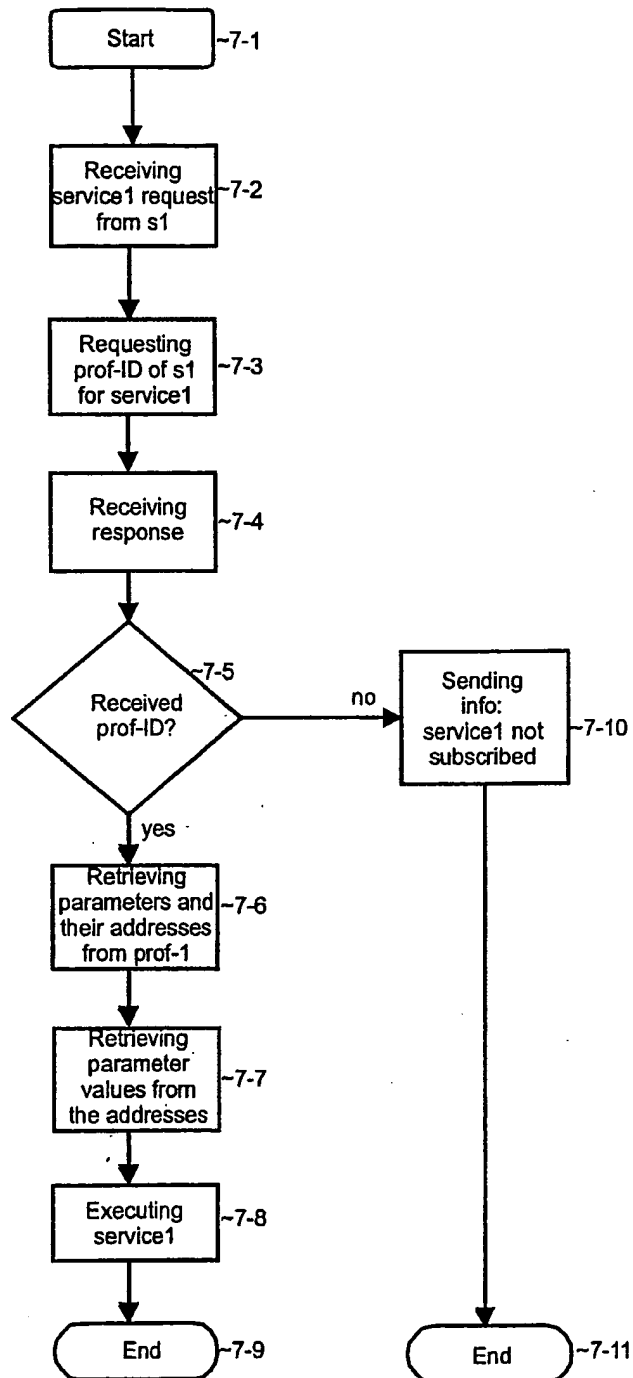 Start
~7-1
Receiving
service1 request
from s1
~7-2
Requesting
prof-ID of s1
for service1
~7-3
Receiving
response
~7-4
~7-5
Received
prof-ID?
no
Sending
info:
service1 not
subscribed
~7-10
yes
Retrieving
parameters and
their addresses
from prof-1
~7-6
Retrieving
parameter
values from
the addresses
~7-7
Executing
service1
~7-8
End
~7-9
End
~7-11